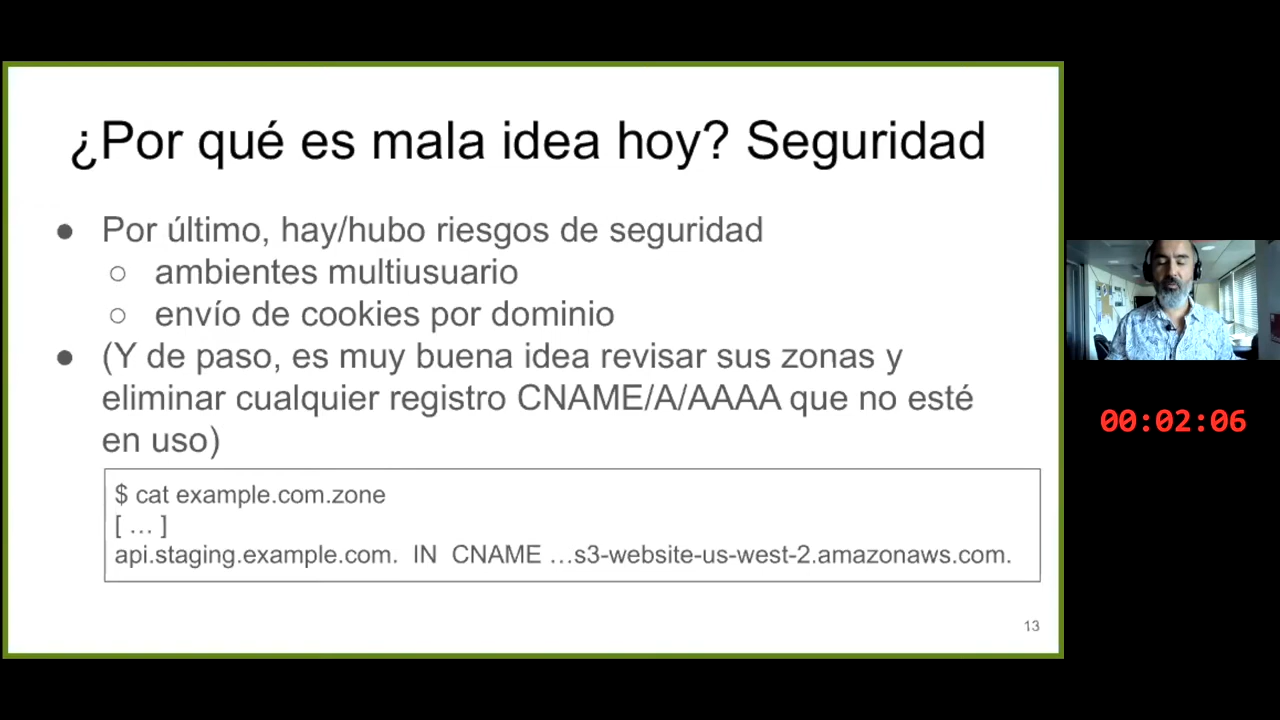 ¿Por qué es mala idea hoy? Seguridad
● Por último, hay/hubo riesgos de seguridad
○ ambientes multiusuario
○ envío de cookies por dominio
● (Y de paso, es muy buena idea revisar sus zonas y
eliminar cualquier registro CNAME/A/AAAA que no esté
en uso)
$ cat example.com.zone
[ … ]
api.staging.example.com. IN CNAME …s3-website-us-west-2.amazonaws.com.
13
00:02:06